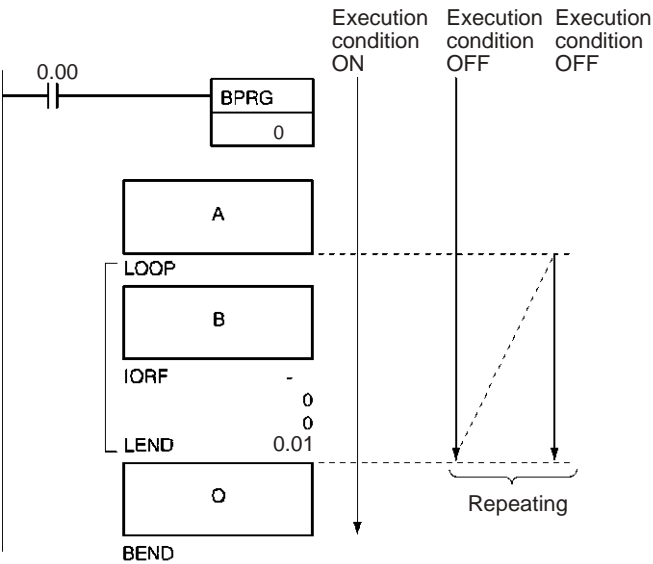 Execution condition ON
Execution condition OFF
Execution condition OFF
0.00
BPRG
0
A
LOOP
B
IORF -
0
0
LEND 0.01
O
BEND
Repeating